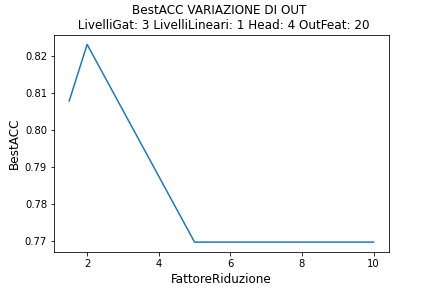 BestACC VARIAZIONE DI OUT
LivelliGat: 3 LivelliLineari: 1 Head: 4 OutFeat: 20
0.82
0.81
0.80
0.79
0.78
0.77
BestACC
2
4
6
8
10
FattoreRiduzione